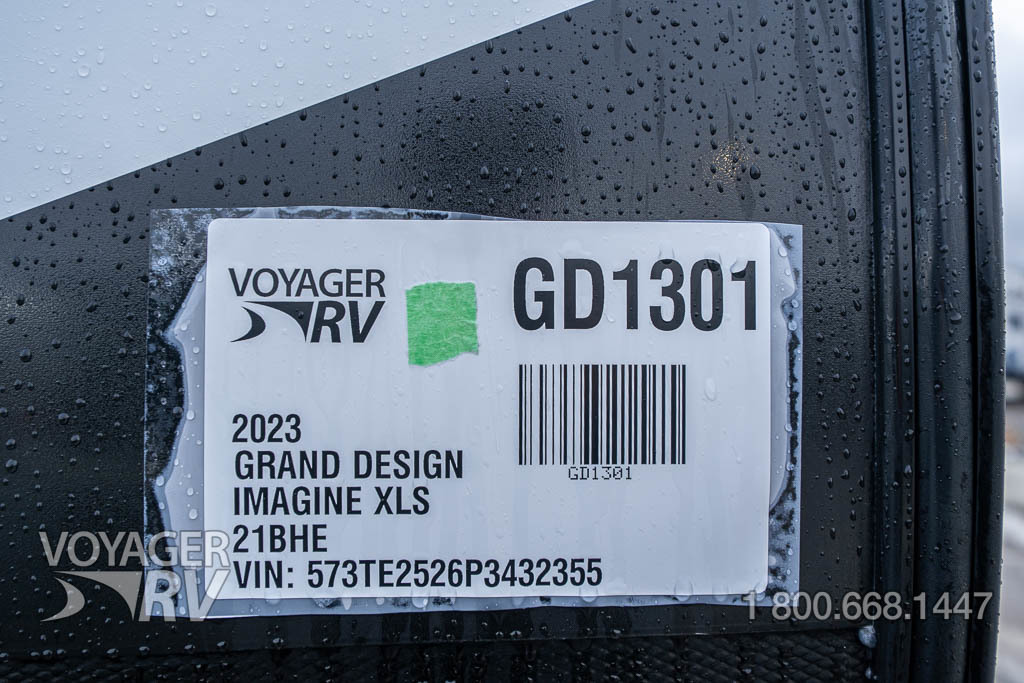 VOYAGER
RV
GD1301
GD1301
2023
GRAND DESIGN
IMAGINE XLS
21BHE
VIN: 573TE2526P3432355
VOYAGER
RV
1 800.668.1447